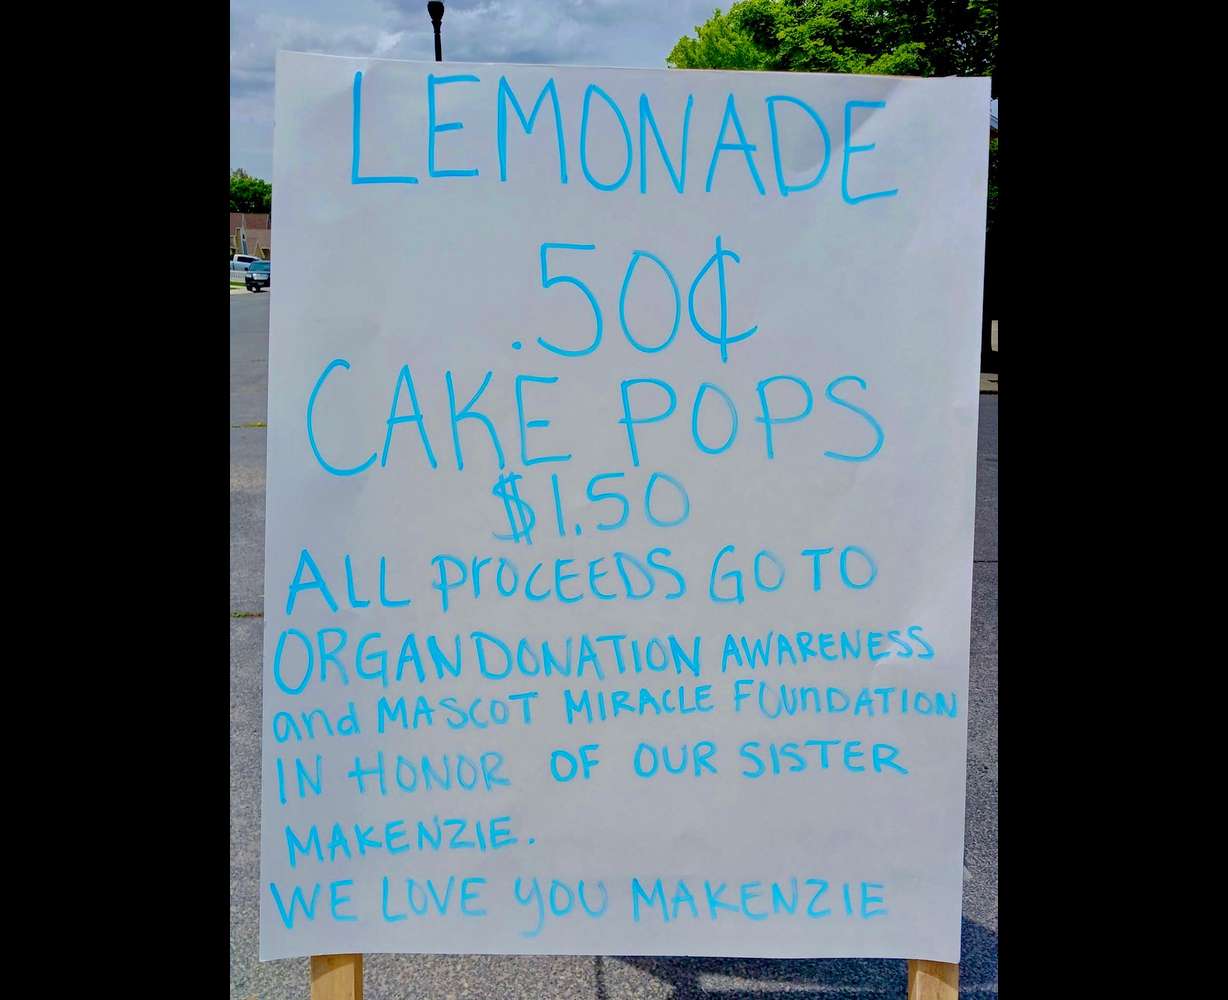 LEMONADE
.50¢
CAKE POPS
$1.50
ALL PrOCEEDS GO TO
ORGAN DONATION AWARENESS
and MASCOT MIRACLE FOUNDATION
IN HONOR OF OUR SISTER
MAKENZIE.
WE LOVE YOU MAKENZIE